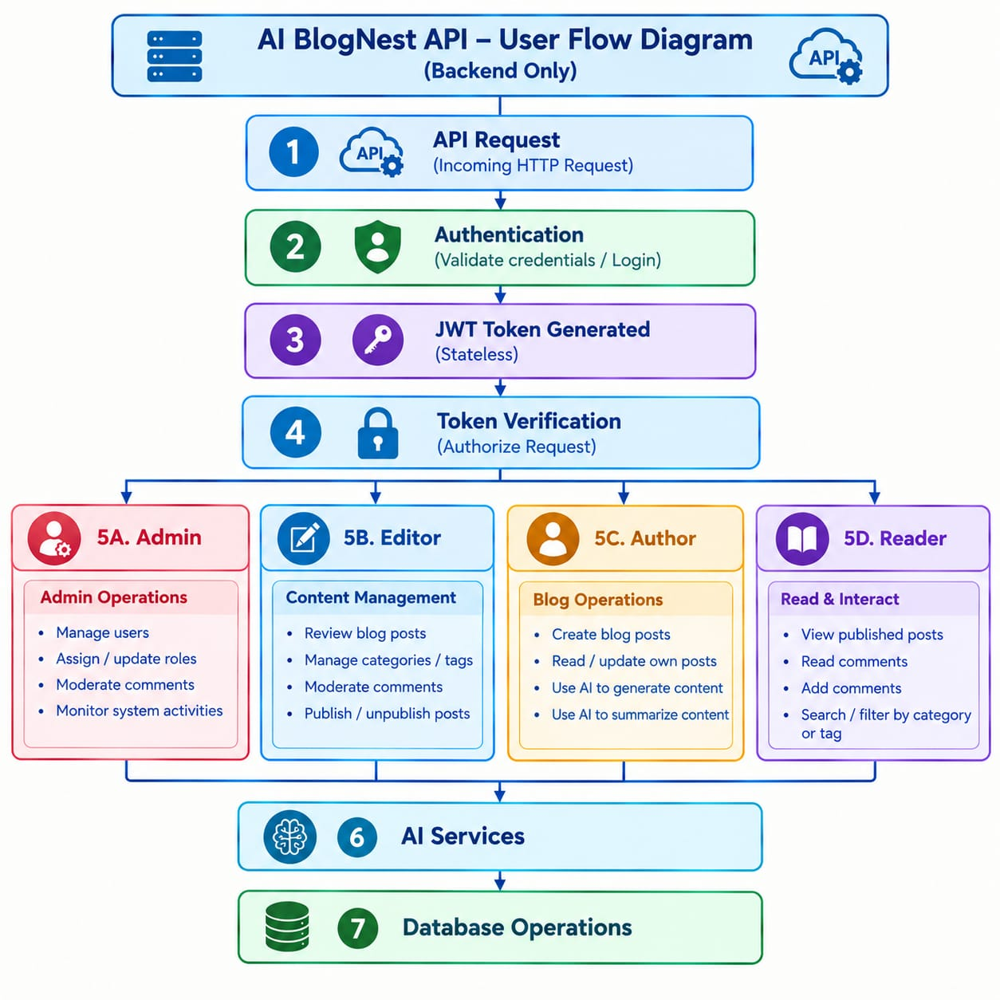 AI BlogNest API – User Flow Diagram
(Backend Only)
API
1
API
API Request
(Incoming HTTP Request)
2
Authentication
(Validate credentials / Login)
3
JWT Token Generated
(Stateless)
4
Token Verification
(Authorize Request)
5A. Admin
Admin Operations
• Manage users
• Assign / update roles
• Moderate comments
• Monitor system activities
5B. Editor
Content Management
• Review blog posts
• Manage categories / tags
• Moderate comments
• Publish / unpublish posts
5C. Author
Blog Operations
• Create blog posts
• Read / update own posts
• Use AI to generate content
• Use AI to summarize content
5D. Reader
Read & Interact
• View published posts
• Read comments
• Add comments
• Search / filter by category
or tag
6
AI Services
7
Database Operations